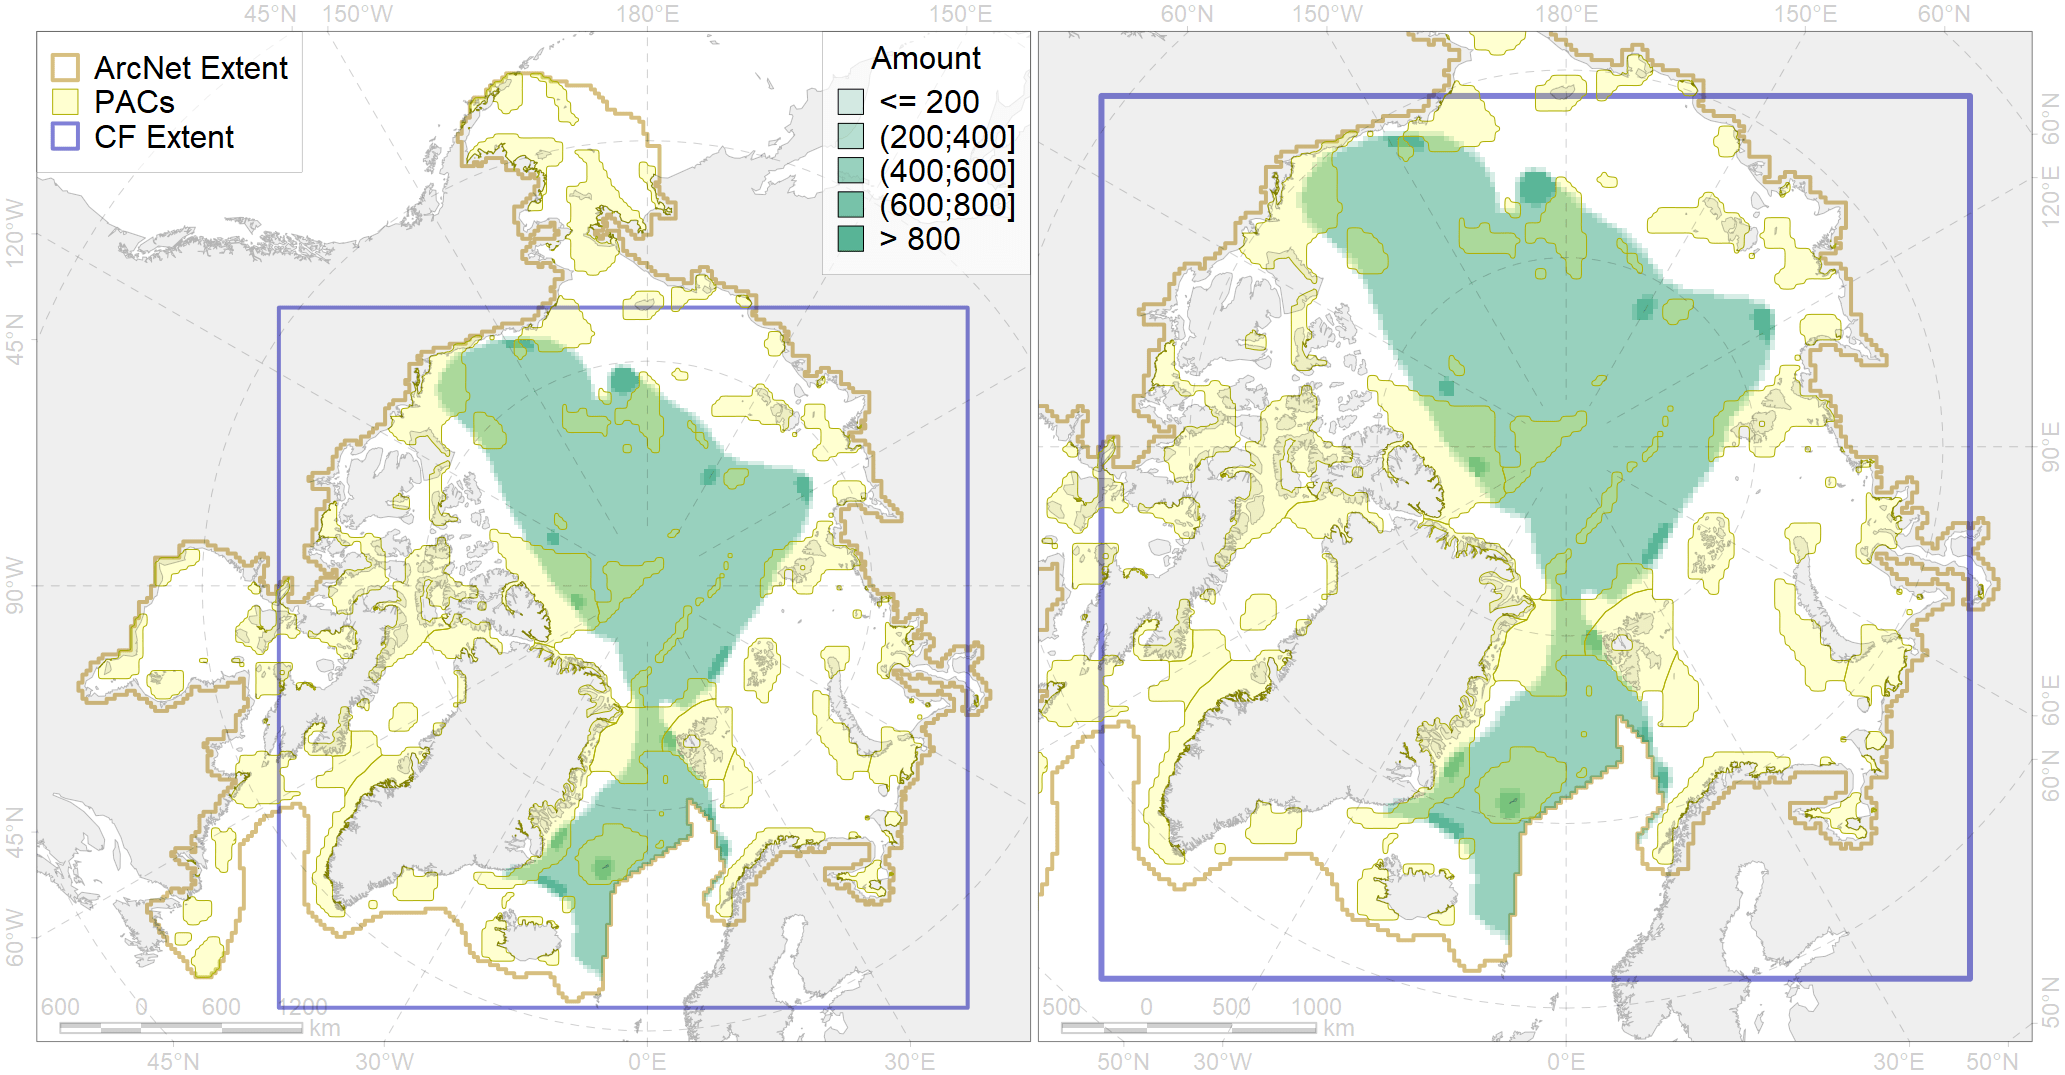 45°N 150°W 180°E 150°E
60°N 150°W 180°E 150°E 60°N
ArcNet Extent
PACs
CF Extent
Amount
<= 200
(200;400]
(400;600]
(600;800]
> 800
120°W
45°N
90°W
45°N
60°W
60°N
120°E
90°E
60°E
60°N
50°N
600 0 600 1200
km
500 0 500 1000
km
45°N 30°W 0°E 30°E
50°N 30°W 0°E 30°E 50°N